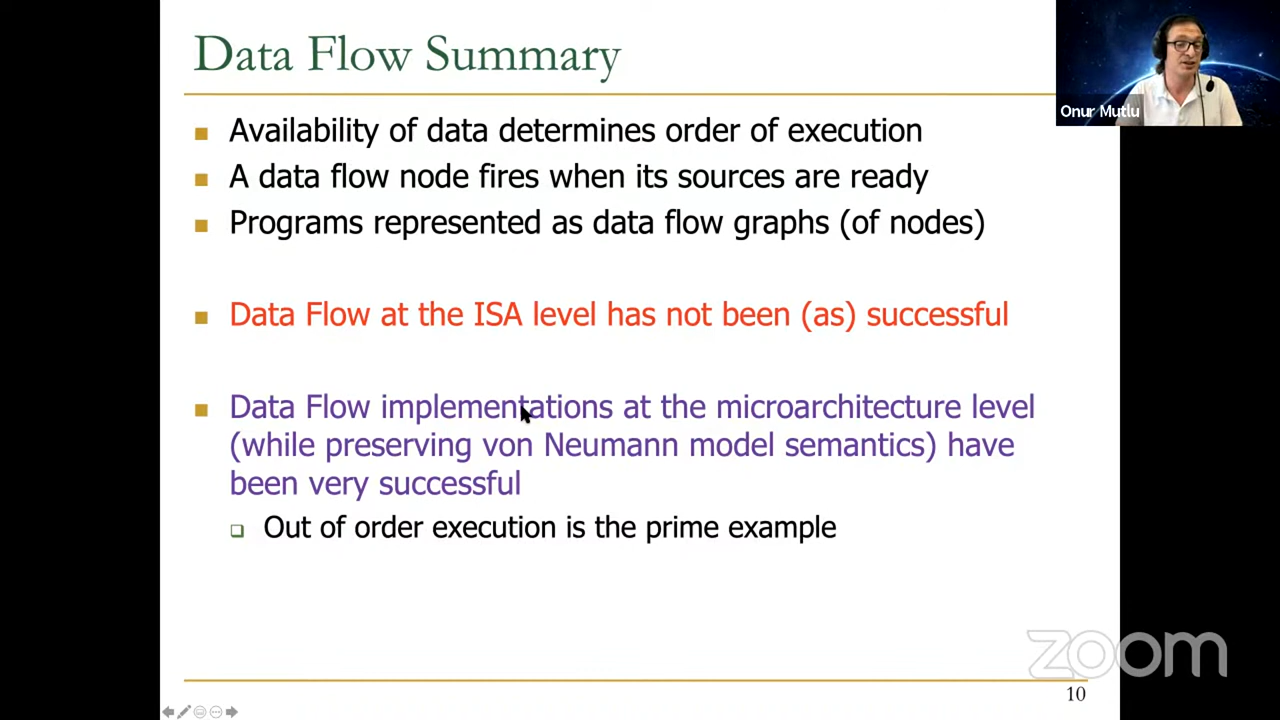 Data Flow Summary
Onur Mutlu
Availability of data determines order of execution
A data flow node fires when its sources are ready
Programs represented as data flow graphs (of nodes)
Data Flow at the ISA level has not been (as) successful
Data Flow implementations at the microarchitecture level
(while preserving von Neumann model semantics) have
been very successful
Out of order execution is the prime example
zoom
10